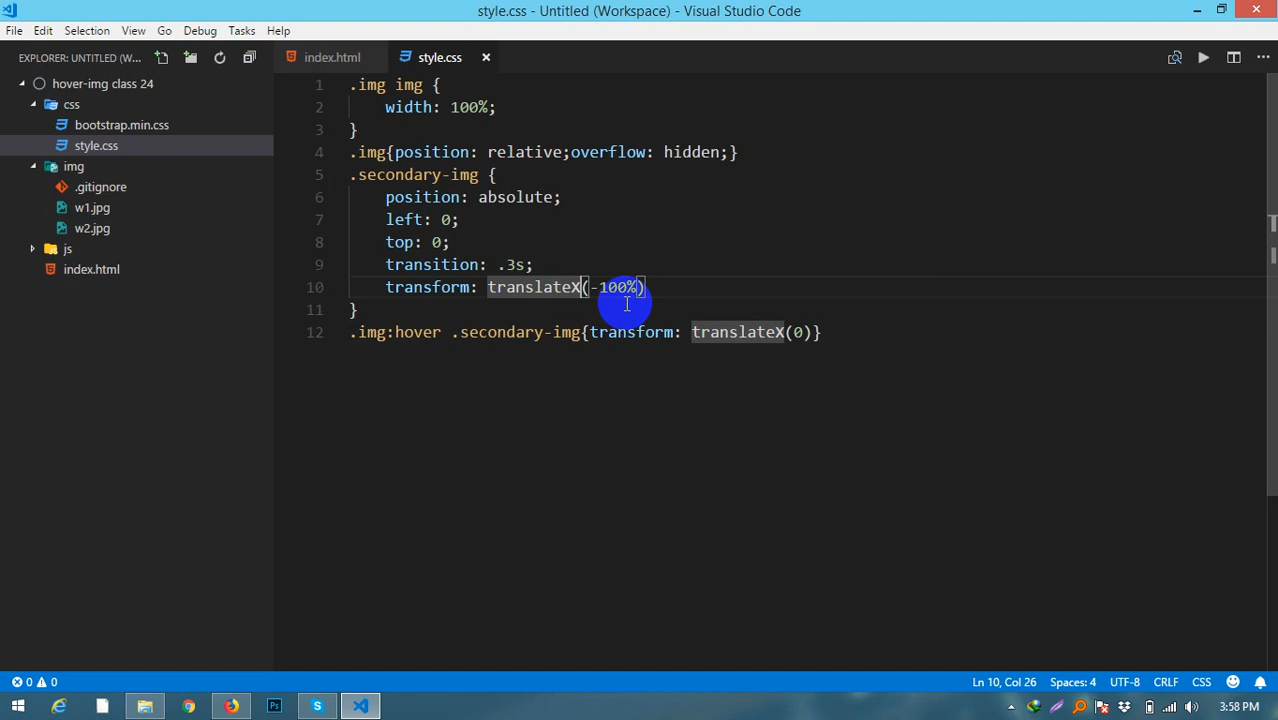 style.css - Untitled (Workspace) - Visual Studio Code
File Edit Selection View Go Debug Tasks Help
EXPLORER: UNTITLED (W...
index.html style.css
hover-img class 24
css
bootstrap.min.css
style.css
img
.gitignore
w1.jpg
w2.jpg
js
index.html
1 .img img {
2 width: 100%;
3 }
4 .img{position: relative;overflow: hidden;}
5 .secondary-img {
6 position: absolute;
7 left: 0;
8 top: 0;
9 transition: .3s;
10 transform: translateX(-100%)
11 }
12 .img:hover .secondary-img{transform: translateX(0)}
0 0 Ln 10, Col 26 Spaces: 4 UTF-8 CRLF CSS
Ps 3:58 PM